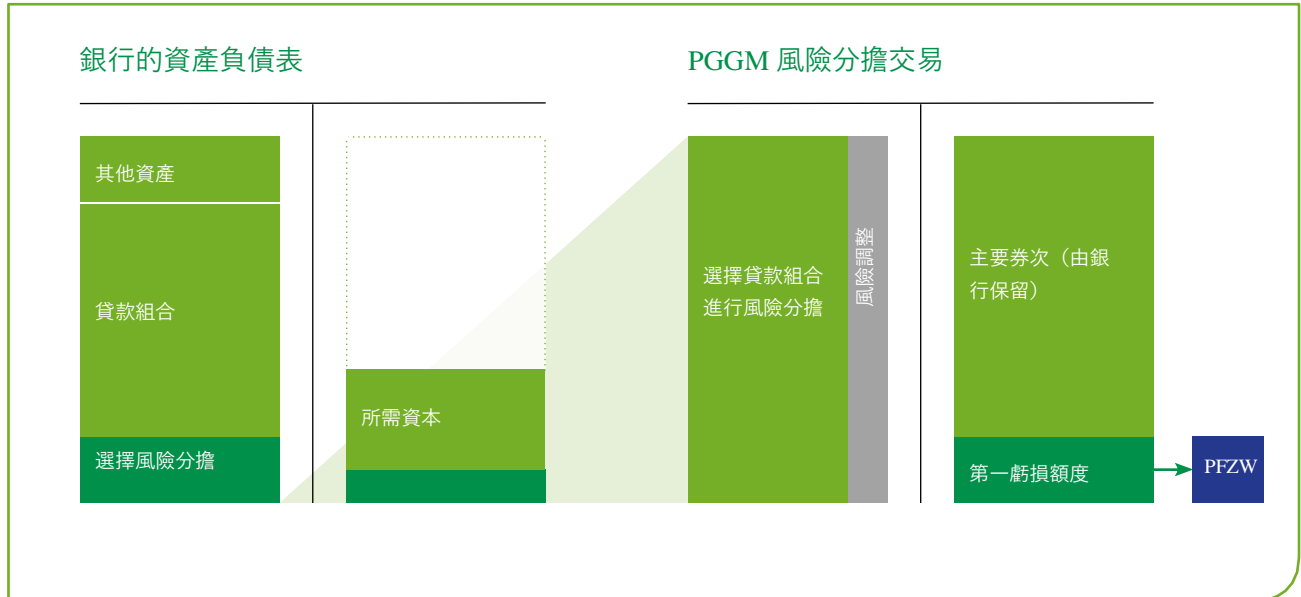 銀行的資產負債表
其他資產
貸款組合
選擇風險分擔
所需資本
PGGM 風險分擔交易
選擇貸款組合
進行風險分擔
風險調整
主要券次（由銀
行保留）
第一虧損額度
PFZW